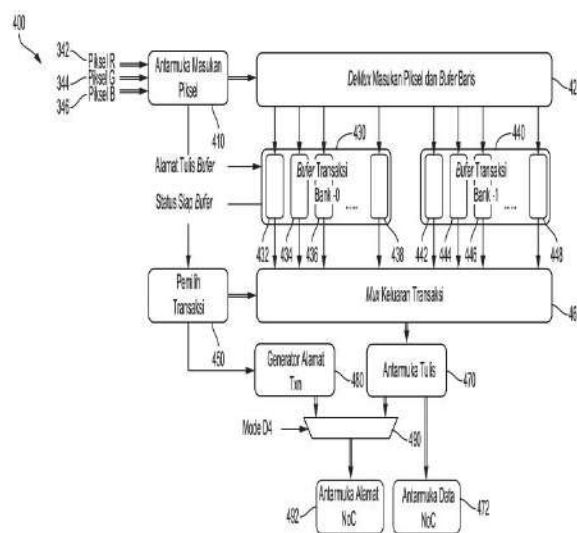 400
342
Piksel R
344
Piksel G
346
Piksel B
Antarmuka Masukan
Piksel
410
DeMux Masukan Piksel dan Bufer Baris
42
430
440
Alamat Tulis Bufer
Status Siap Bufer
Bufer Transaksi
Bank -0
.....
Bufer Transaksi
Bank -1
.....
432
434
436
438
442
444
446
448
Pemilih
Transaksi
450
Mux Keluaran Transaksi
46
Generator Alamat
Txn
480
Antarmuka Tulis
470
Mode D4
490
Antarmuka Alamat
NoC
492
Antarmuka Data
NoC
472